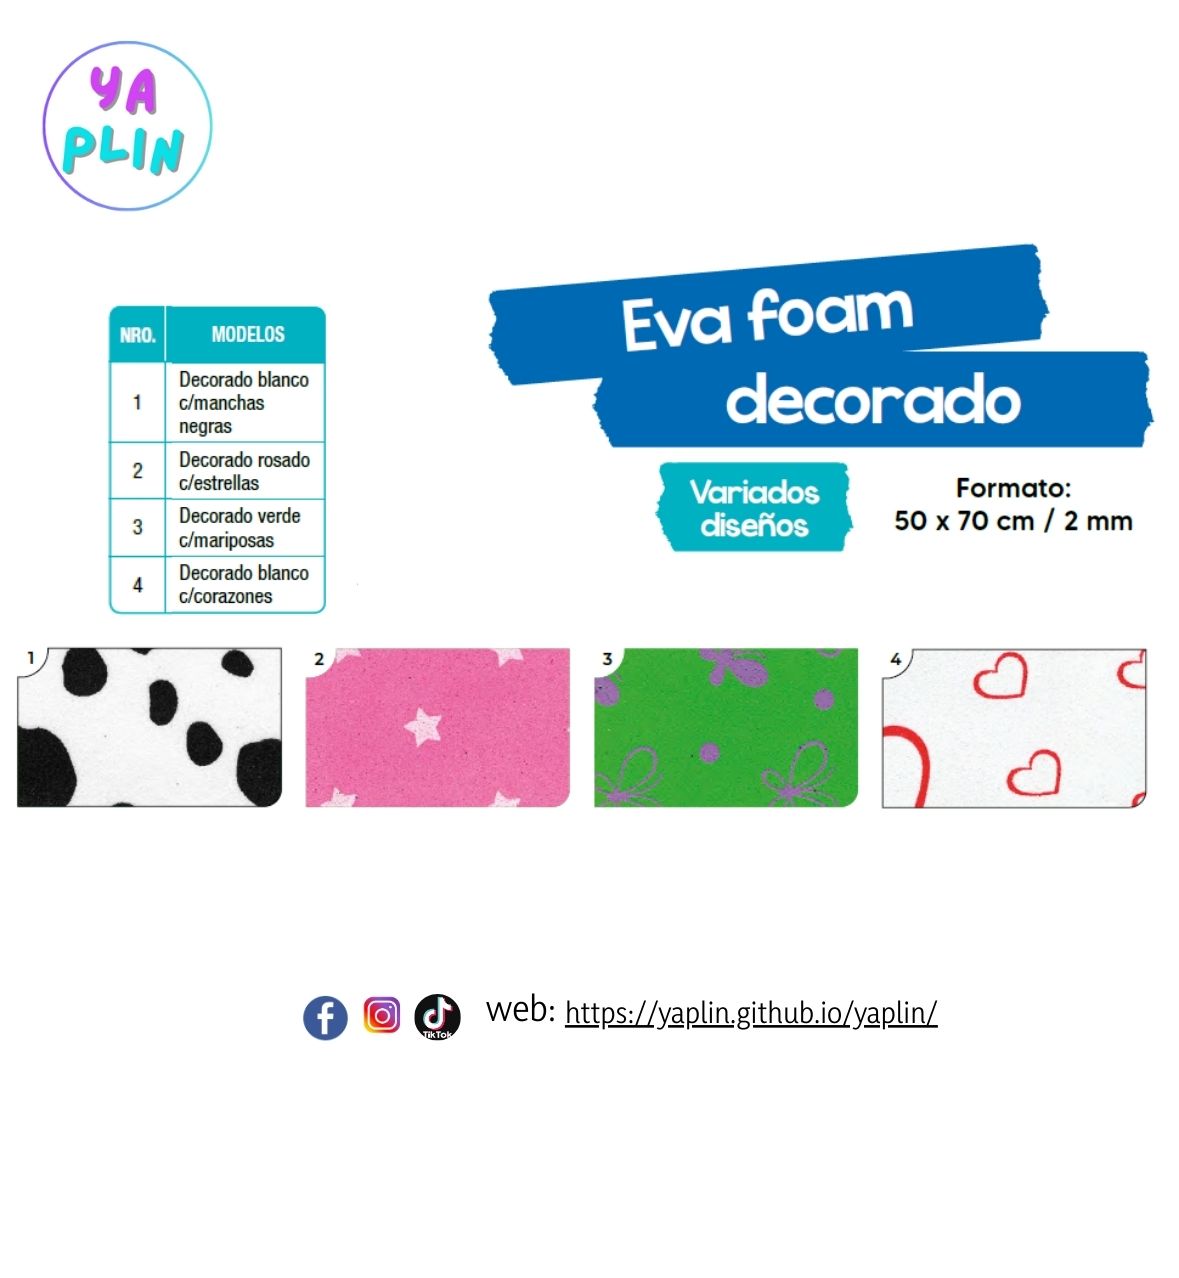 YA
PLIN
Eva foam
decorado
Variados
diseños
Formato:
50 x 70 cm / 2 mm
NRO. MODELOS
1 Decorado blanco
c/manchas
negras
2 Decorado rosado
c/estrellas
3 Decorado verde
c/mariposas
4 Decorado blanco
c/corazones
1
2
3
4
TikTok
web: https://yaplin.github.io/yaplin/